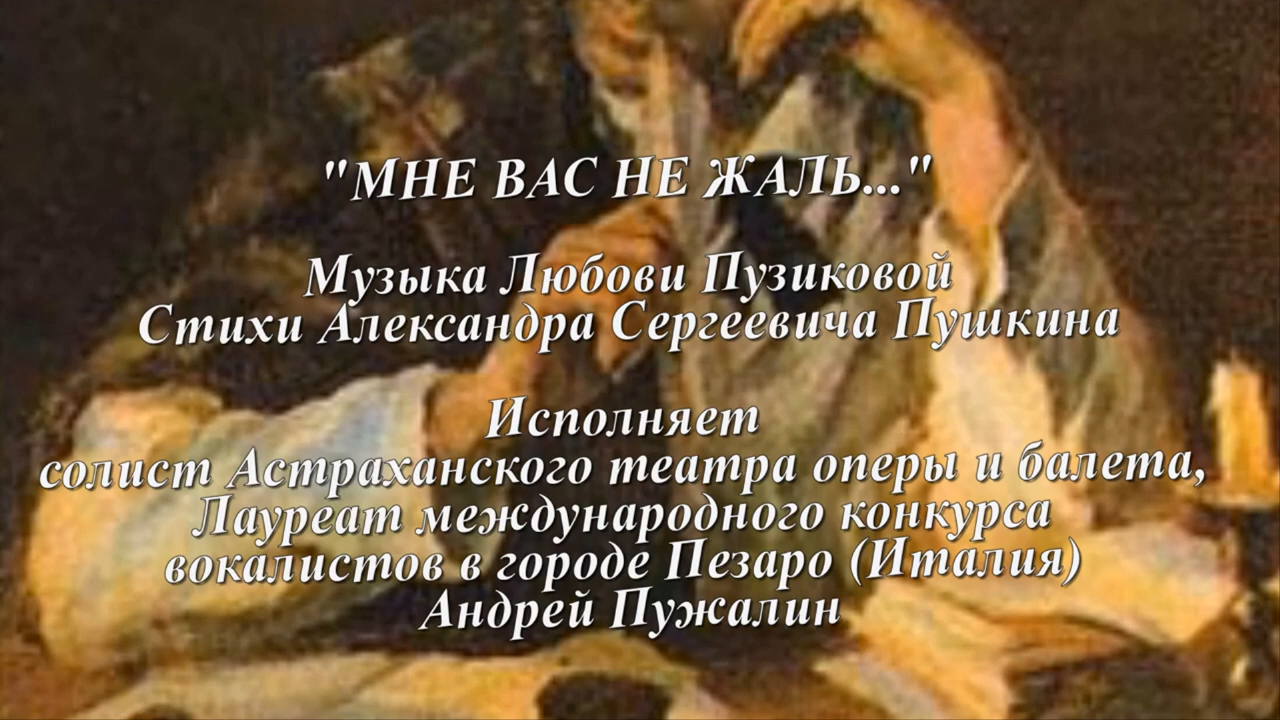 "МНЕ ВАС НЕ ЖАЛЬ..."
Музыка Любови Пузиковой
Стихи Александра Сергеевича Пушкина
Исполняет
солист Астраханского театра оперы и балета,
Лауреат международного конкурса
вокалистов в городе Пезаро (Италия)
Андрей Пужалин